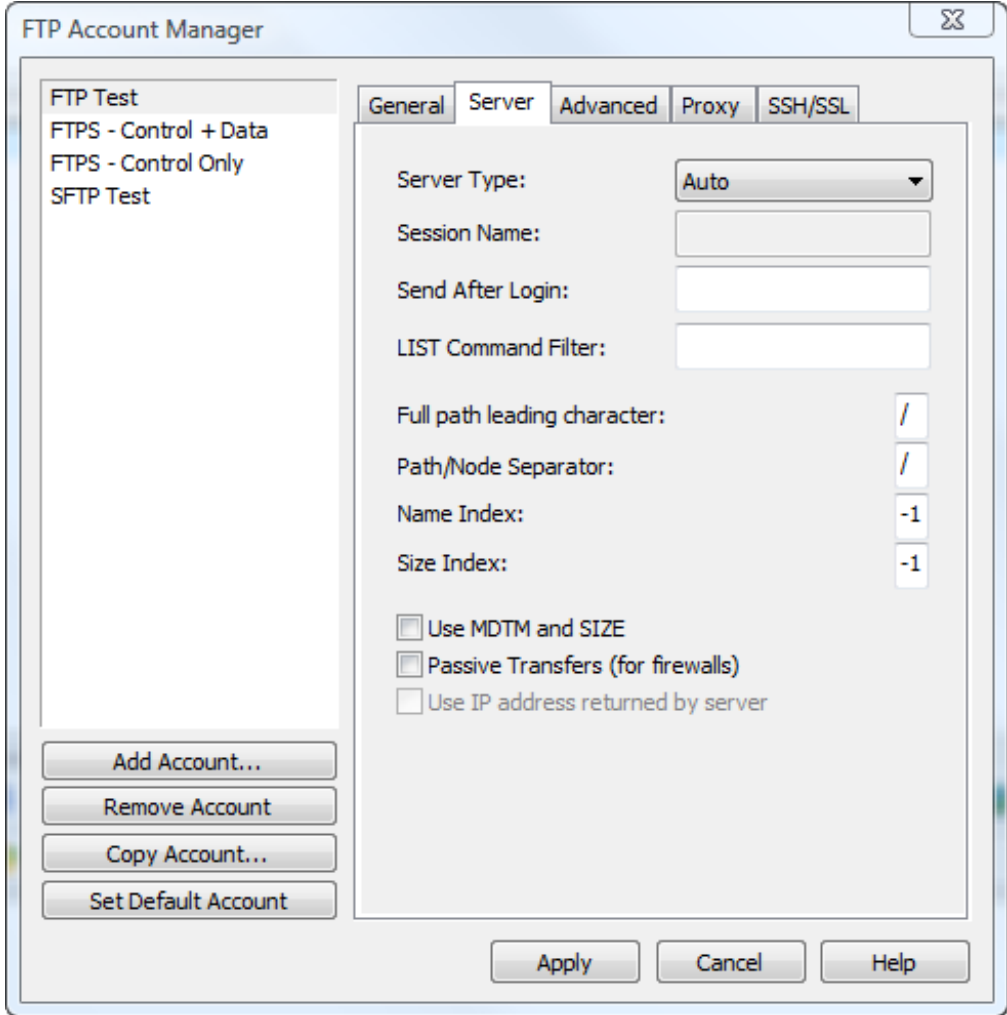 FTP Account Manager
FTP Test
FTPS - Control + Data
FTPS - Control Only
SFTP Test
Add Account...
Remove Account
Copy Account...
Set Default Account
General Server Advanced Proxy SSH/SSL
Server Type: Auto
Session Name:
Send After Login:
LIST Command Filter:
Full path leading character: /
Path/Node Separator: /
Name Index: -1
Size Index: -1
Use MDTM and SIZE
Passive Transfers (for firewalls)
Use IP address returned by server
Apply Cancel Help